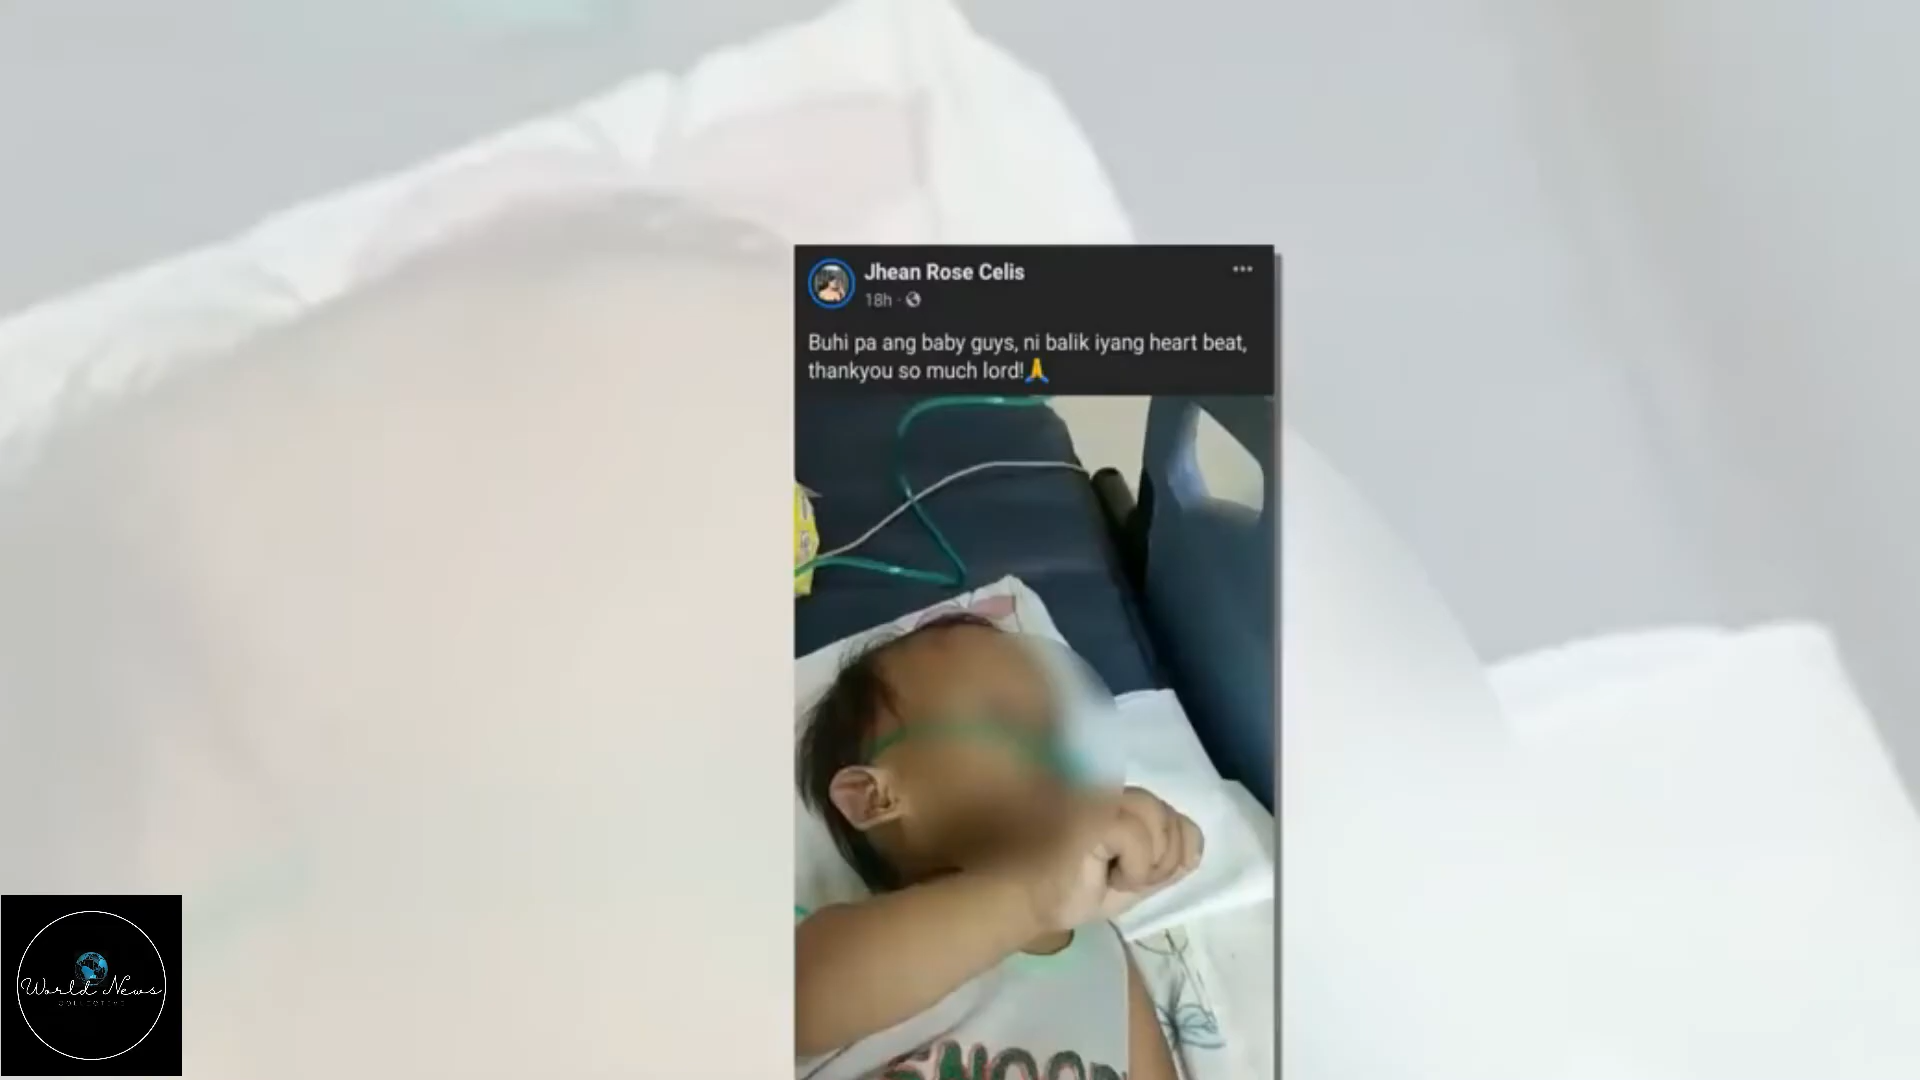 Jhean Rose Celis
18h
Buhi pa ang baby guys, ni balik iyang heart beat,
thankyou so much lord!🙏
World News
COLLECTIVE